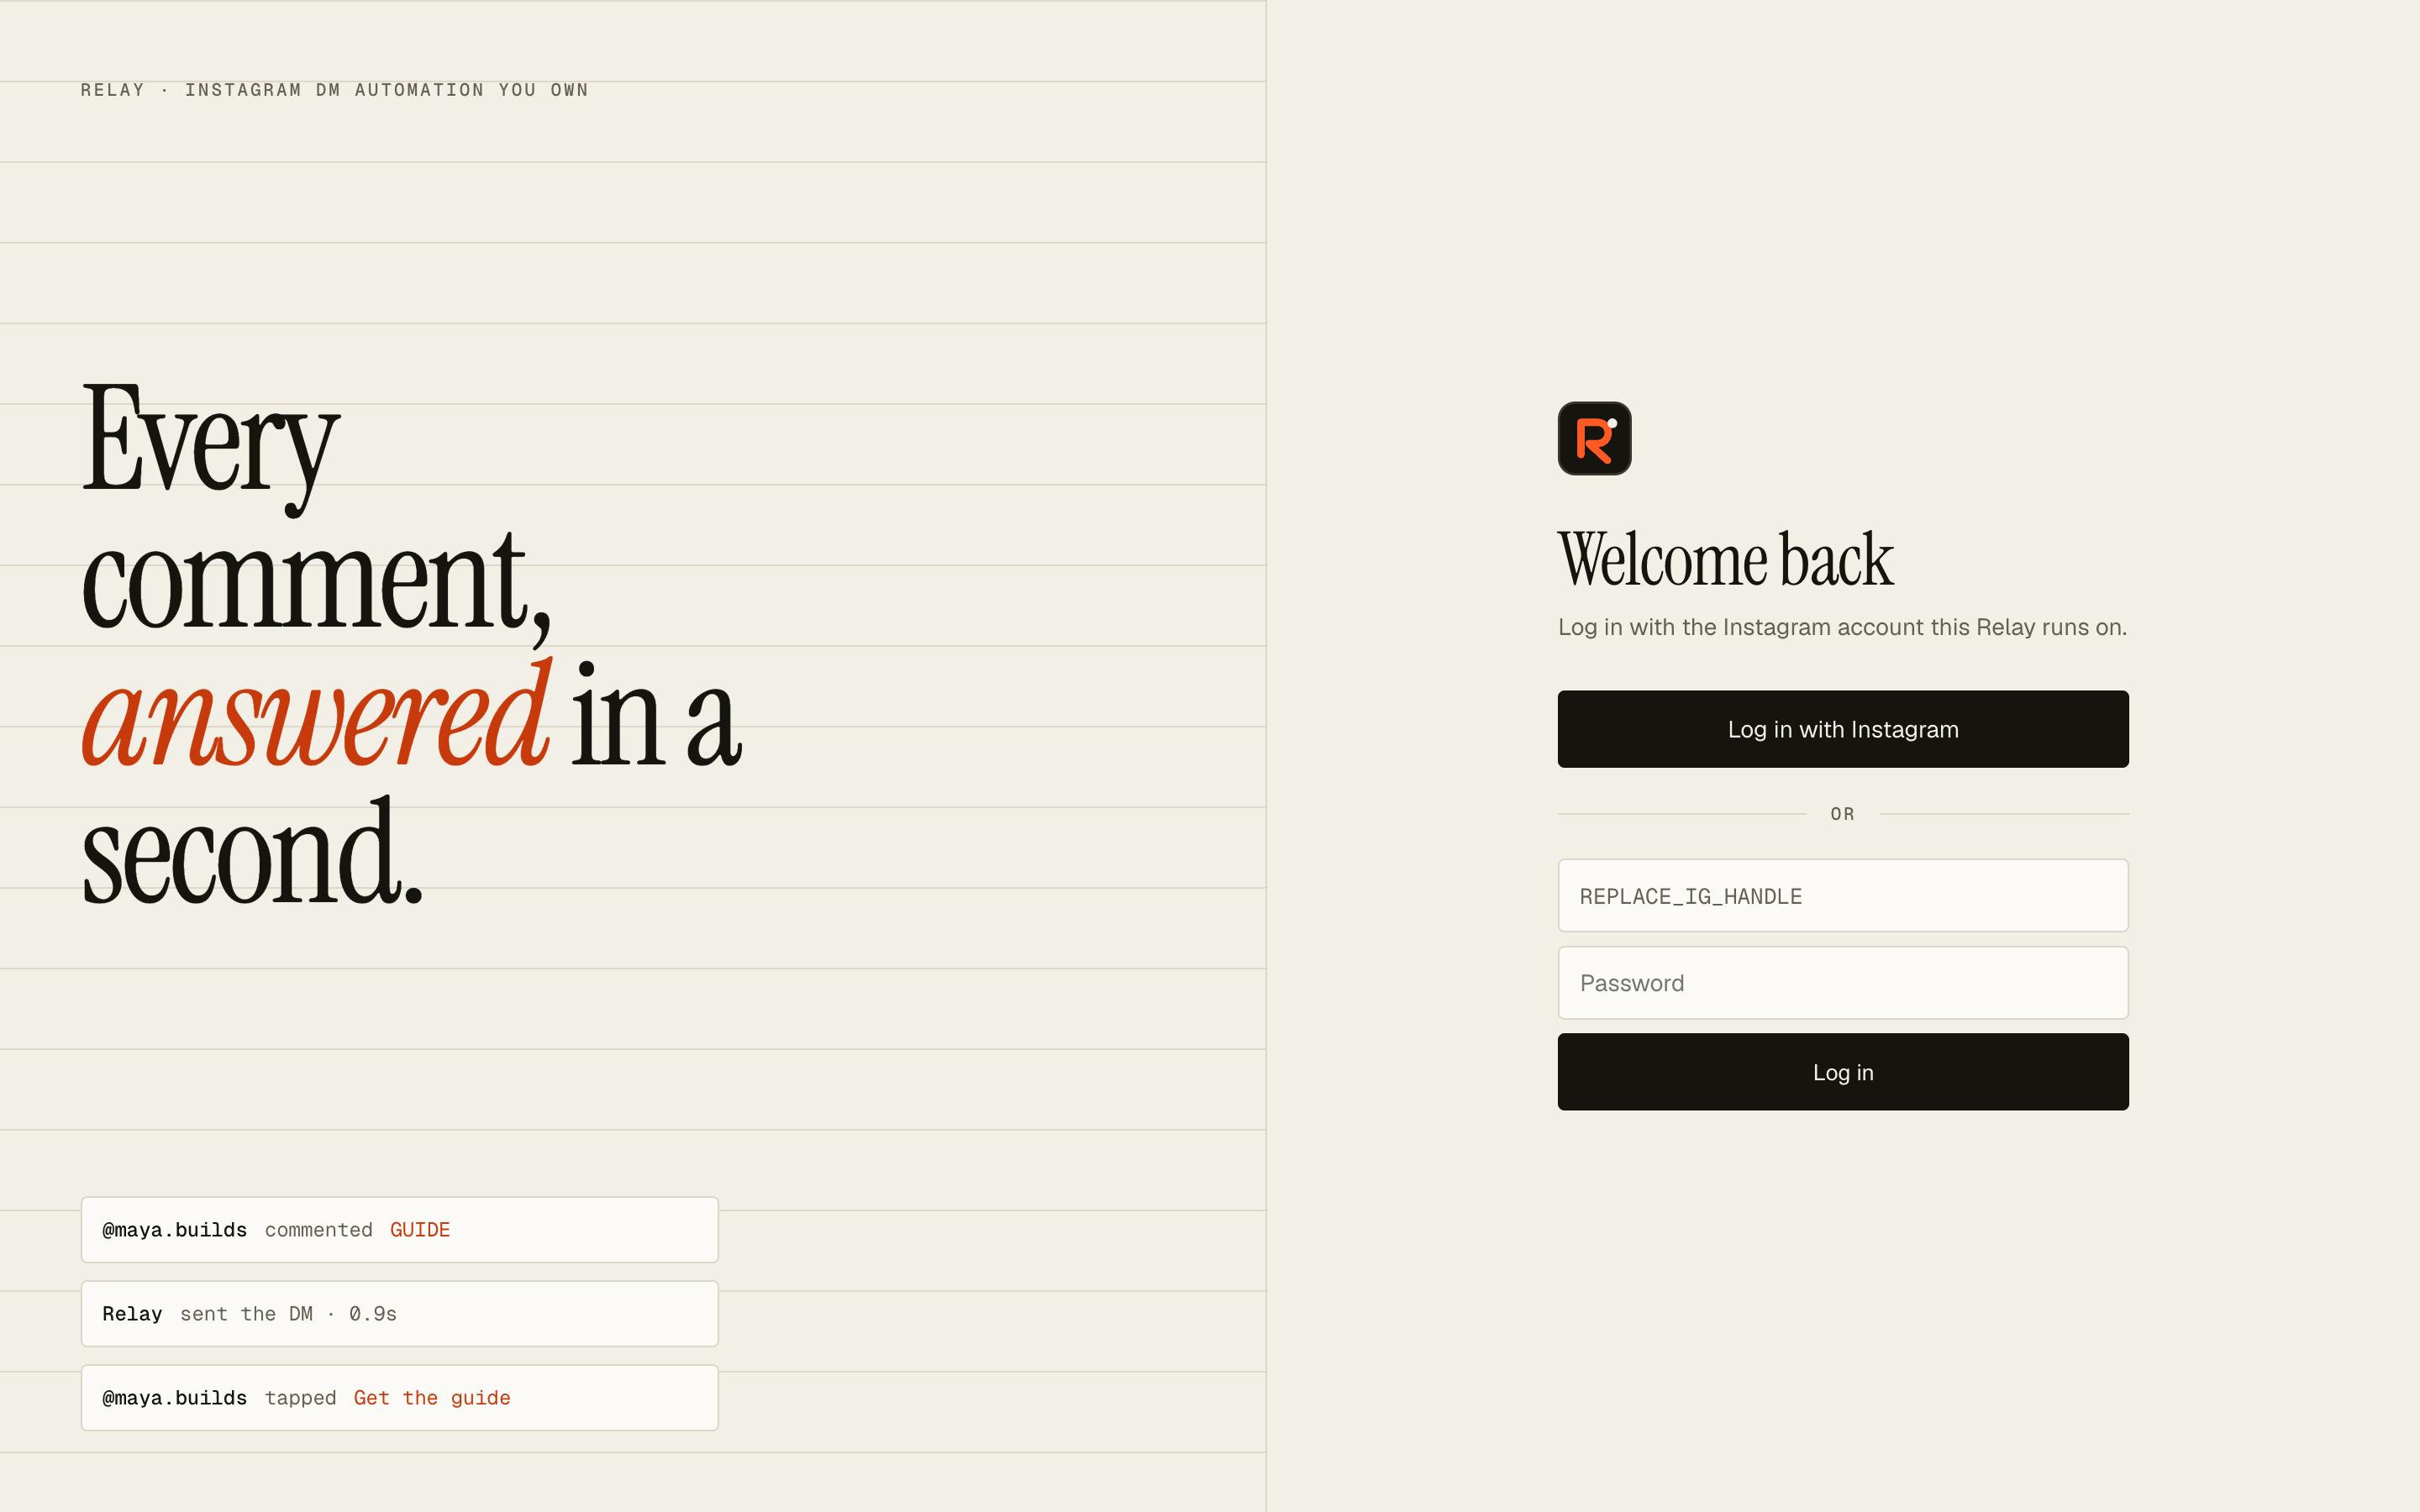 RELAY · INSTAGRAM DM AUTOMATION YOU OWN
Every
comment,
answered in a
second.
@maya.builds commented GUIDE
Relay sent the DM · 0.9s
@maya.builds tapped Get the guide
R
Welcome back
Log in with the Instagram account this Relay runs on.
Log in with Instagram
OR
REPLACE_IG_HANDLE
Password
Log in